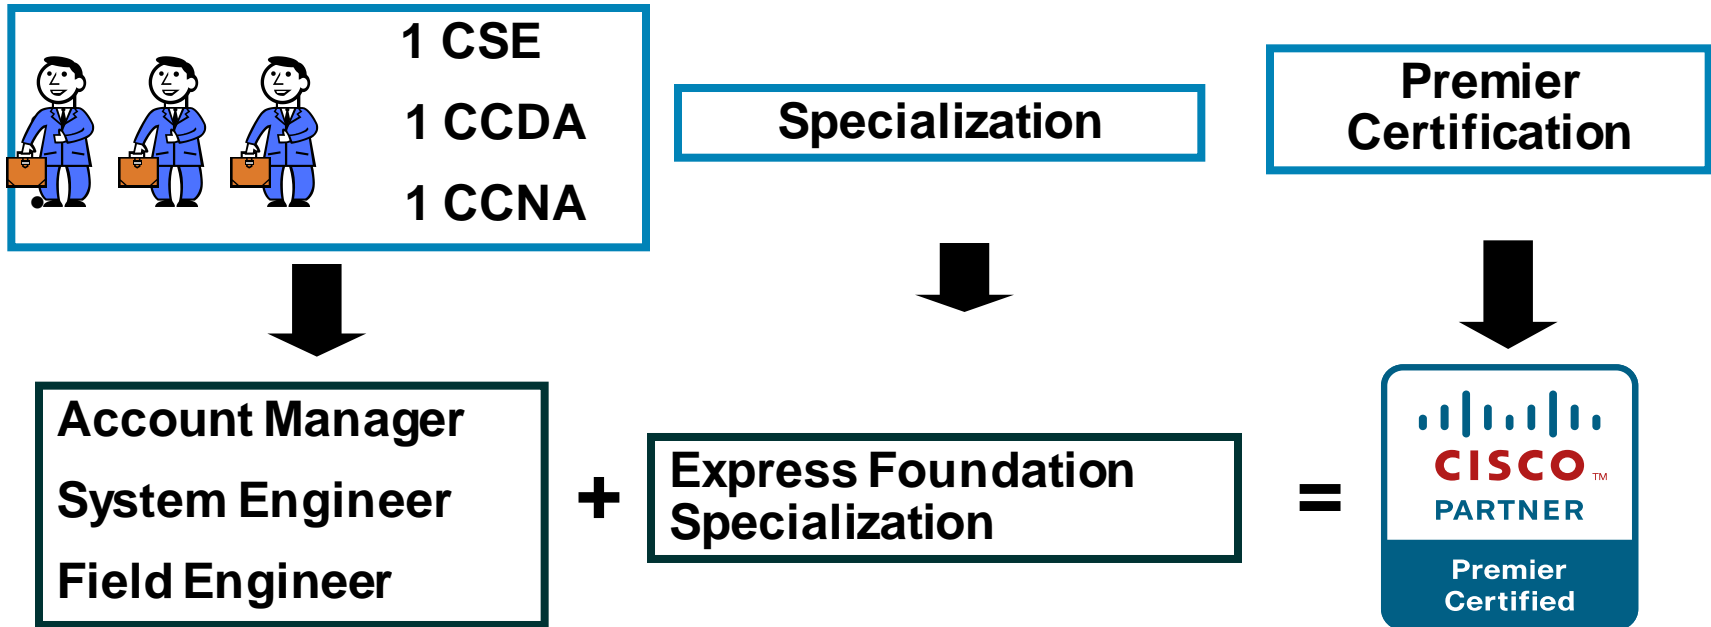 1 CSE
1 CCDA
1 CCNA
Specialization
Premier
Certification
Account Manager
System Engineer
Field Engineer
+
Express Foundation
Specialization
=
CISCO™
PARTNER
Premier
Certified